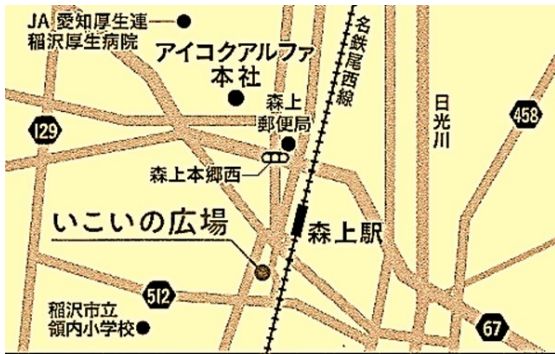 JA 愛知厚生連
稲沢厚生病院
アイコクアルファ
本社
森上
郵便局
名鉄尾西線
日光川
458
129
森上本郷西
いこいの広場
森上駅
512
稲沢市立
領内小学校
67